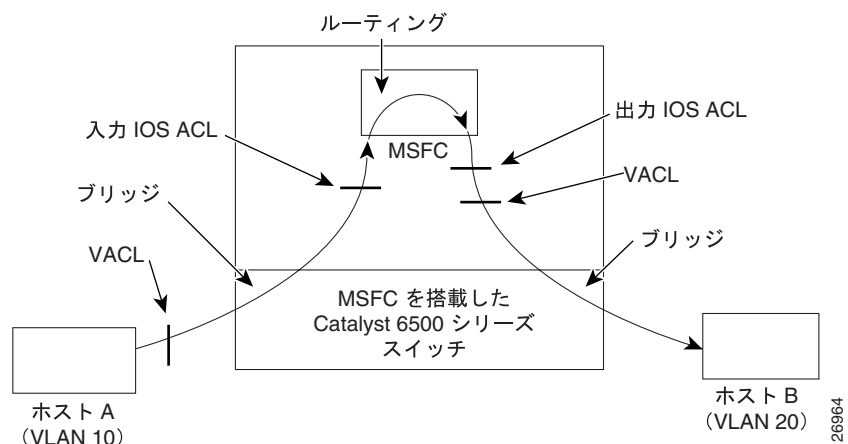 ルーティング
入力 IOS ACL
出力 IOS ACL
MSFC
VACL
ブリッジ
ブリッジ
VACL
MSFC を搭載した
Catalyst 6500 シリーズ
スイッチ
ホスト A
（VLAN 10）
ホスト B
（VLAN 20）
26964